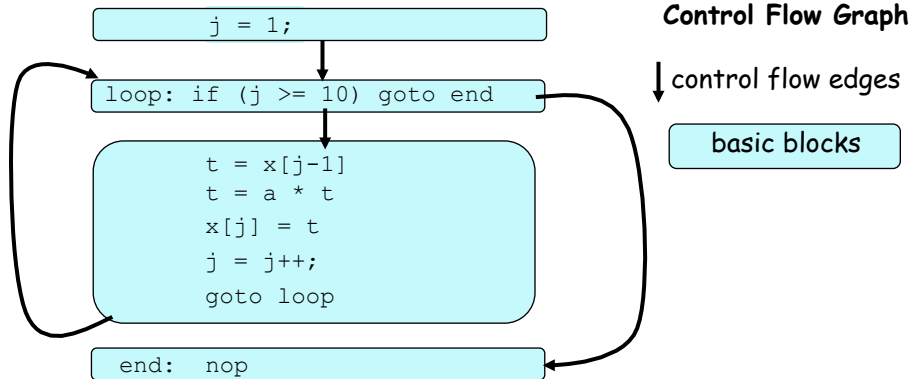 j = 1;
loop: if (j >= 10) goto end
t = x[j-1]
t = a * t
x[j] = t
j = j++;
goto loop
end: nop
Control Flow Graph
control flow edges
basic blocks